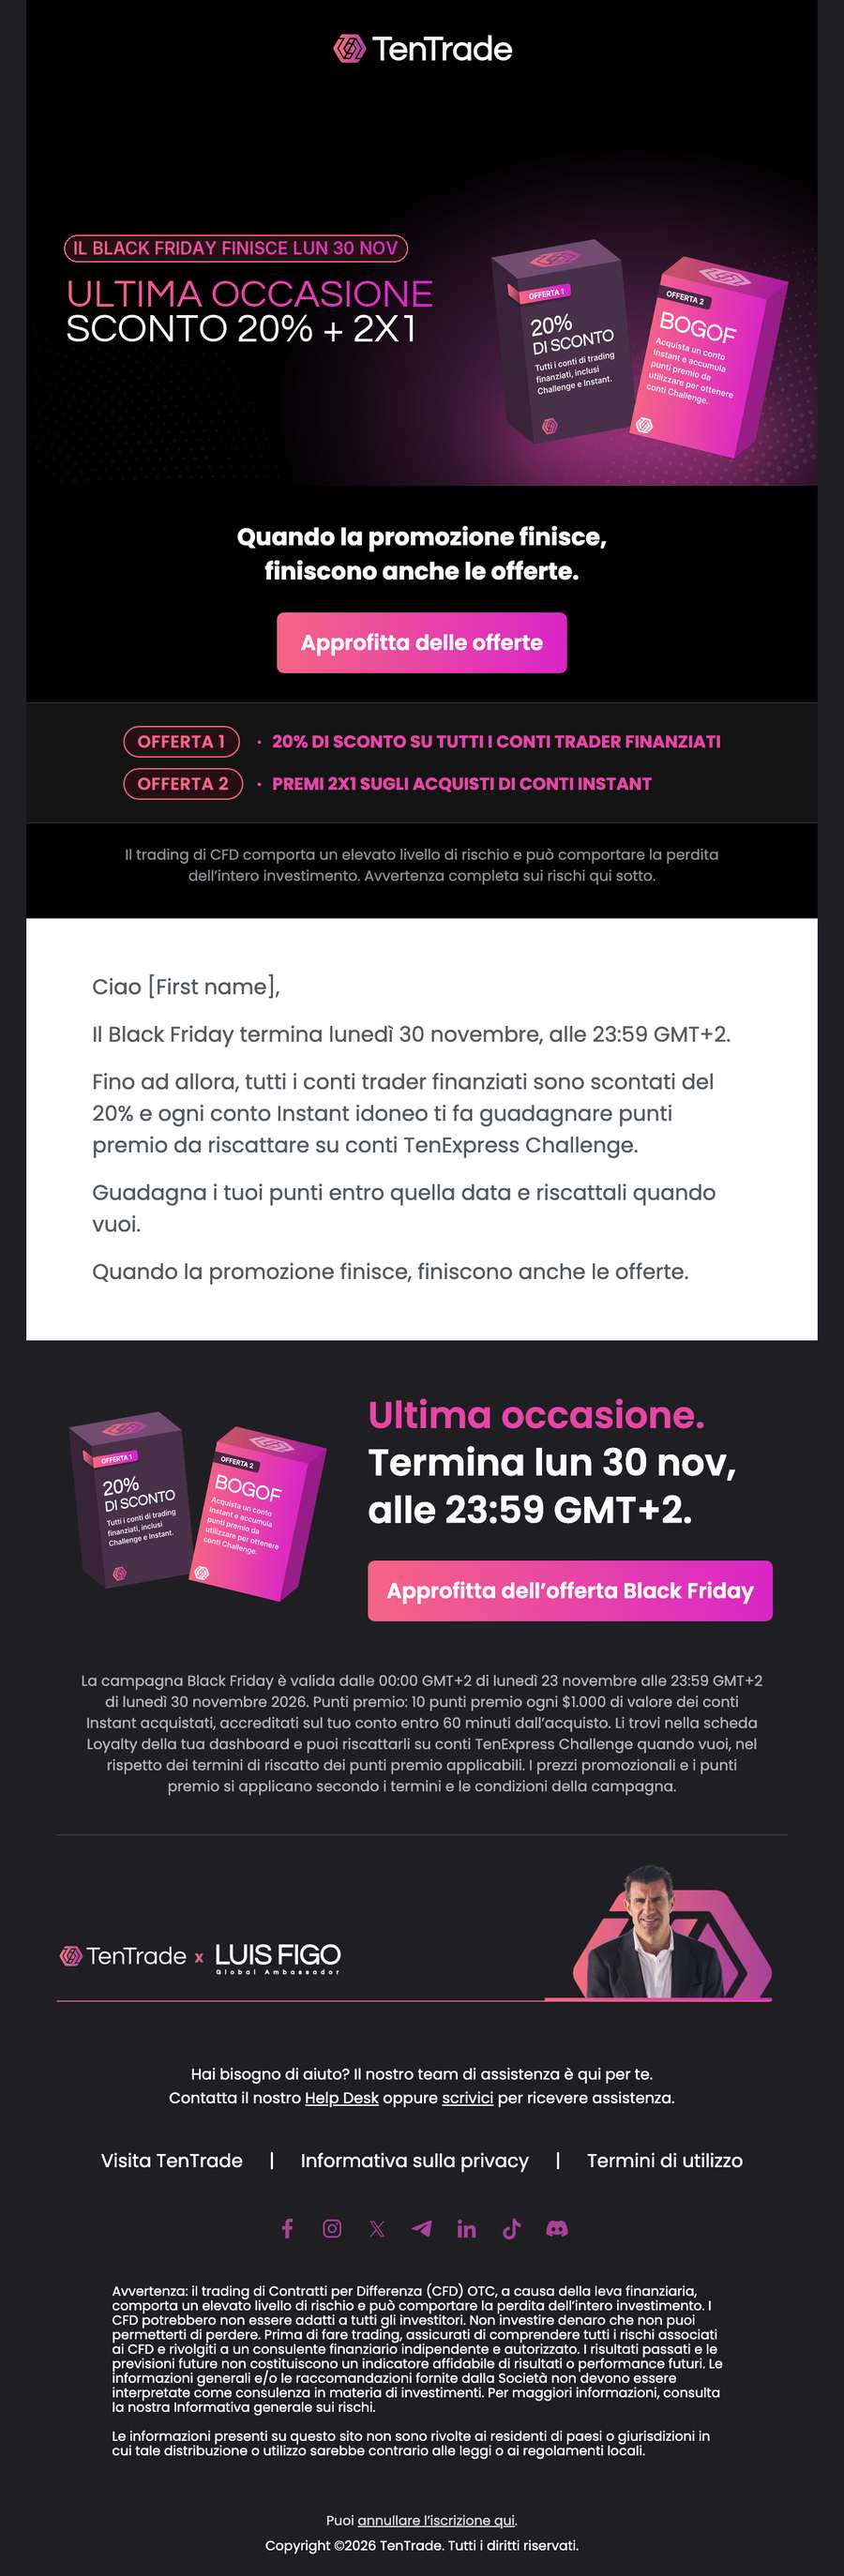 TenTrade
IL BLACK FRIDAY FINISCE LUN 30 NOV
ULTIMA OCCASIONE
SCONTO 20% + 2X1
OFFERTA 1
20%
DI SCONTO
Tutti i conti di trading
finanziati, inclusi
Challenge e Instant.
OFFERTA 2
BOGOF
Acquista un conto
Instant e accumula
punti premio da
utilizzare per ottenere
conti Challenge.
Quando la promozione finisce,
finiscono anche le offerte.
Approfitta delle offerte
OFFERTA 1 · 20% DI SCONTO SU TUTTI I CONTI TRADER FINANZIATI
OFFERTA 2 · PREMI 2X1 SUGLI ACQUISTI DI CONTI INSTANT
Il trading di CFD comporta un elevato livello di rischio e può comportare la perdita
dell’intero investimento. Avvertenza completa sui rischi qui sotto.
Ciao [First name],
Il Black Friday termina lunedì 30 novembre, alle 23:59 GMT+2.
Fino ad allora, tutti i conti trader finanziati sono scontati del
20% e ogni conto Instant idoneo ti fa guadagnare punti
premio da riscattare su conti TenExpress Challenge.
Guadagna i tuoi punti entro quella data e riscattali quando
vuoi.
Quando la promozione finisce, finiscono anche le offerte.
OFFERTA 1
20%
DI SCONTO
Tutti i conti di trading
finanziati, inclusi
Challenge e Instant.
OFFERTA 2
BOGOF
Acquista un conto
Instant e accumula
punti premio da
utilizzare per ottenere
conti Challenge.
Ultima occasione.
Termina lun 30 nov,
alle 23:59 GMT+2.
Approfitta dell’offerta Black Friday
La campagna Black Friday è valida dalle 00:00 GMT+2 di lunedì 23 novembre alle 23:59 GMT+2
di lunedì 30 novembre 2026. Punti premio: 10 punti premio ogni $1.000 di valore dei conti
Instant acquistati, accreditati sul tuo conto entro 60 minuti dall’acquisto. Li trovi nella scheda
Loyalty della tua dashboard e puoi riscattarli su conti TenExpress Challenge quando vuoi, nel
rispetto dei termini di riscatto dei punti premio applicabili. I prezzi promozionali e i punti
premio si applicano secondo i termini e le condizioni della campagna.
TenTrade x LUIS FIGO
Global Ambassador
Hai bisogno di aiuto? Il nostro team di assistenza è qui per te.
Contatta il nostro Help Desk oppure scrivici per ricevere assistenza.
Visita TenTrade | Informativa sulla privacy | Termini di utilizzo
Avvertenza: il trading di Contratti per Differenza (CFD) OTC, a causa della leva finanziaria,
comporta un elevato livello di rischio e può comportare la perdita dell’intero investimento. I
CFD potrebbero non essere adatti a tutti gli investitori. Non investire denaro che non puoi
permetterti di perdere. Prima di fare trading, assicurati di comprendere tutti i rischi associati
ai CFD e rivolgiti a un consulente finanziario indipendente e autorizzato. I risultati passati e le
previsioni future non costituiscono un indicatore affidabile di risultati o performance futuri. Le
informazioni generali e/o le raccomandazioni fornite dalla Società non devono essere
interpretate come consulenza in materia di investimenti. Per maggiori informazioni, consulta
la nostra Informativa generale sui rischi.
Le informazioni presenti su questo sito non sono rivolte ai residenti di paesi o giurisdizioni in
cui tale distribuzione o utilizzo sarebbe contrario alle leggi o ai regolamenti locali.
Puoi annullare l’iscrizione qui.
Copyright ©2026 TenTrade. Tutti i diritti riservati.